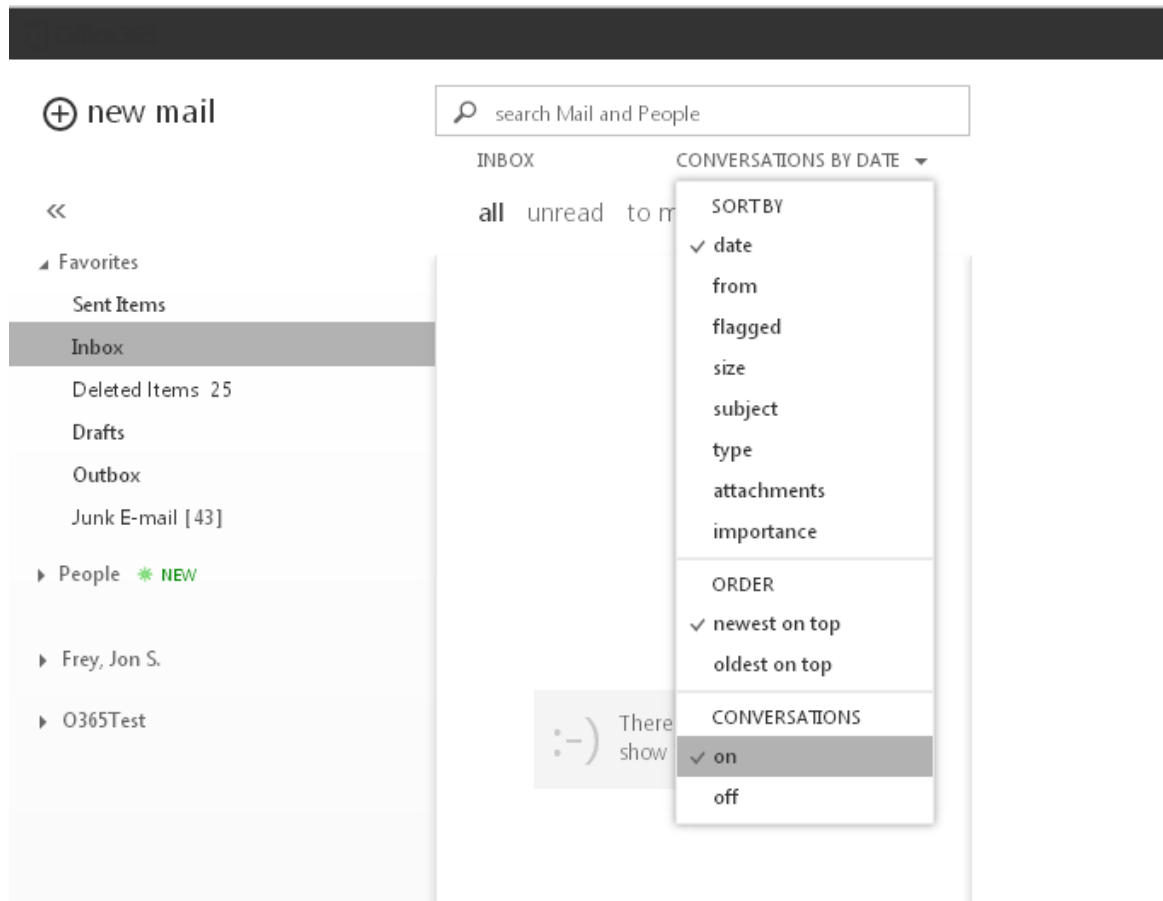 new mail
search Mail and People
INBOX
CONVERSATIONS BY DATE
all unread to m
Favorites
Sent Items
Inbox
Deleted Items 25
Drafts
Outbox
Junk E-mail [43]
People NEW
Frey, Jon S.
O365Test
SORT BY
date
from
flagged
size
subject
type
attachments
importance
ORDER
newest on top
oldest on top
CONVERSATIONS
on
off
:-) There
show